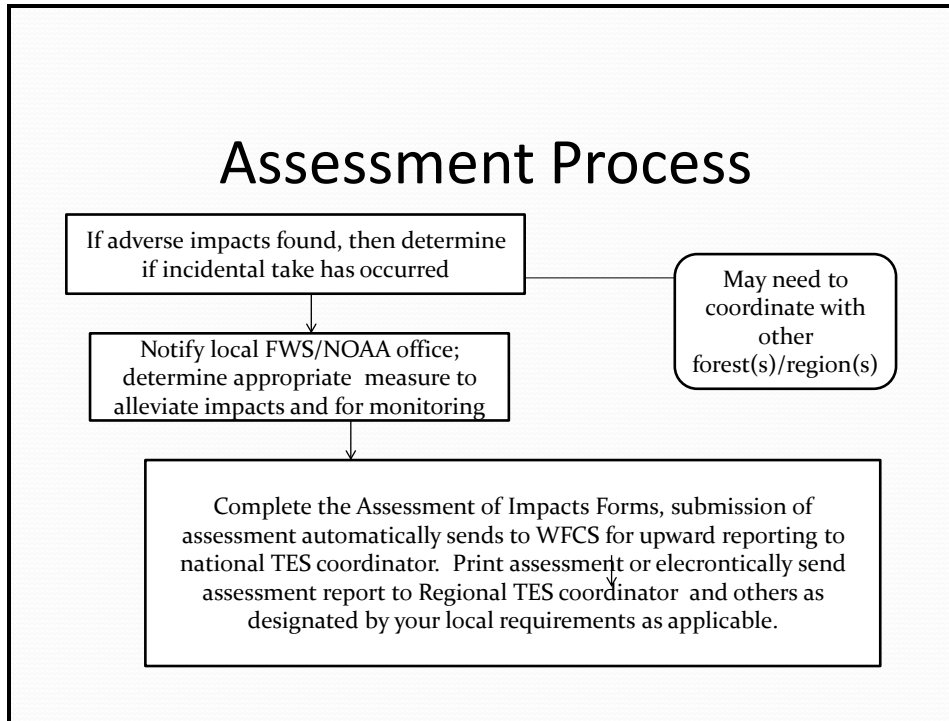 Assessment Process
If adverse impacts found, then determine
if incidental take has occurred
May need to
coordinate with
other
forest(s)/region(s)
Notify local FWS/NOAA office;
determine appropriate measure to
alleviate impacts and for monitoring
Complete the Assessment of Impacts Forms, submission of
assessment automatically sends to WFCS for upward reporting to
national TES coordinator. Print assessment or elecrontically send
assessment report to Regional TES coordinator and others as
designated by your local requirements as applicable.